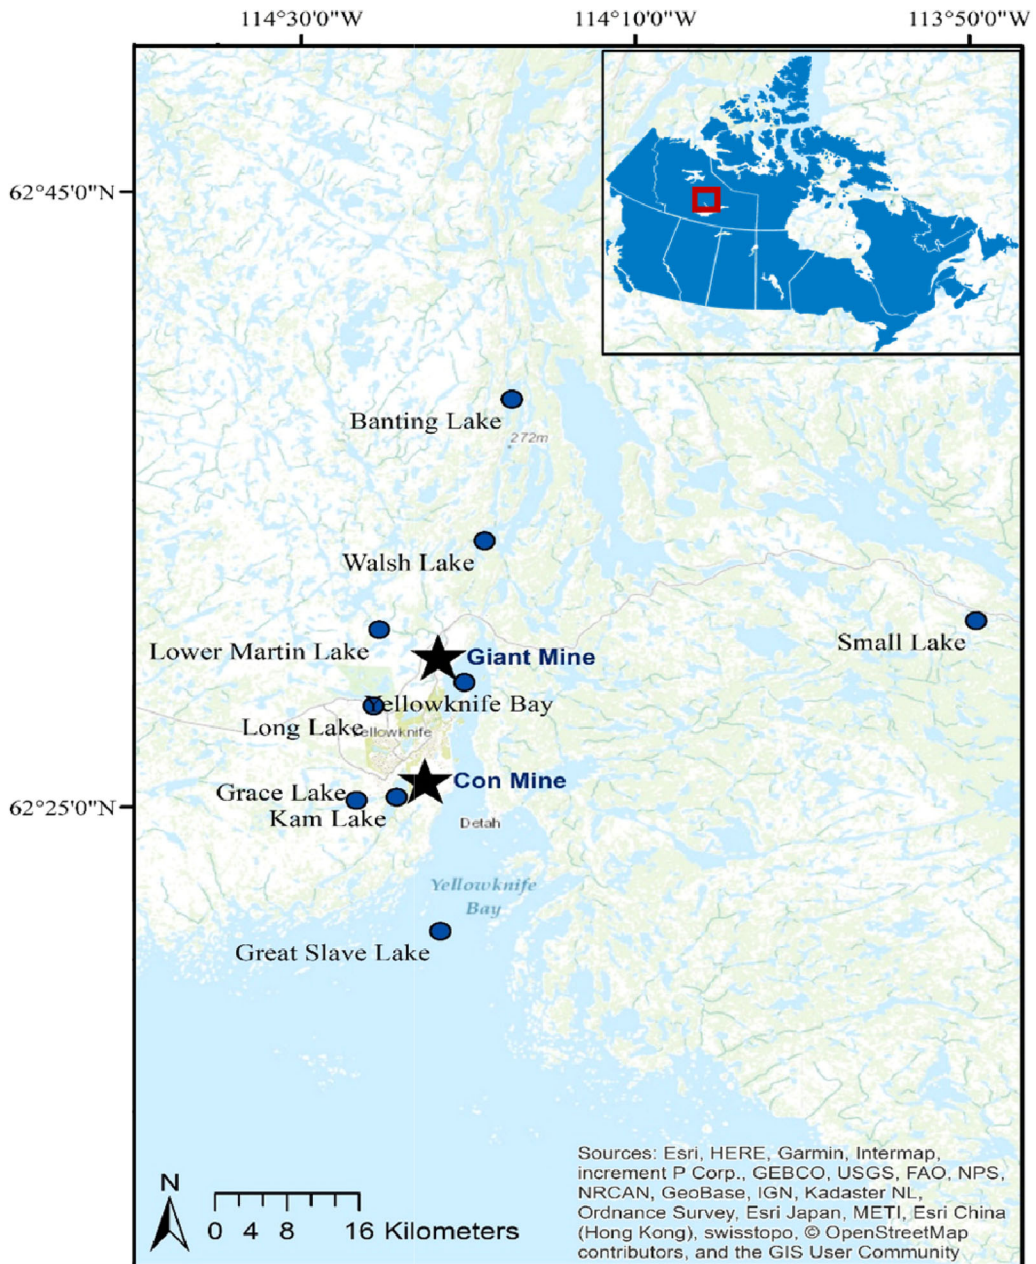 114°30'0"W
114°10'0"W
113°50'0"W
62°45'0"N
Banting Lake
272m
Walsh Lake
Small Lake
Lower Martin Lake
Giant Mine
Yellowknife Bay
Long Lake
Yellowknife
Con Mine
Grace Lake
62°25'0"N
Kam Lake
Detah
Yellowknife
Bay
Great Slave Lake
N
0 4 8 16 Kilometers
Sources: Esri, HERE, Garmin, Intermap,
increment P Corp., GEBCO, USGS, FAO, NPS,
NRCAN, GeoBase, IGN, Kadaster NL,
Ordnance Survey, Esri Japan, METI, Esri China
(Hong Kong), swisstopo, © OpenStreetMap
contributors, and the GIS User Community